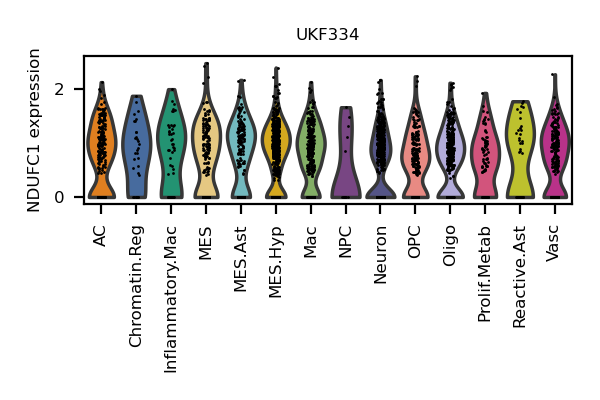 UKF334
NDUFC1 expression
2
0
AC
Chromatin.Reg
Inflammatory.Mac
MES
MES.Ast
MES.Hyp
Mac
NPC
Neuron
OPC
Oligo
Prolif.Metab
Reactive.Ast
Vasc